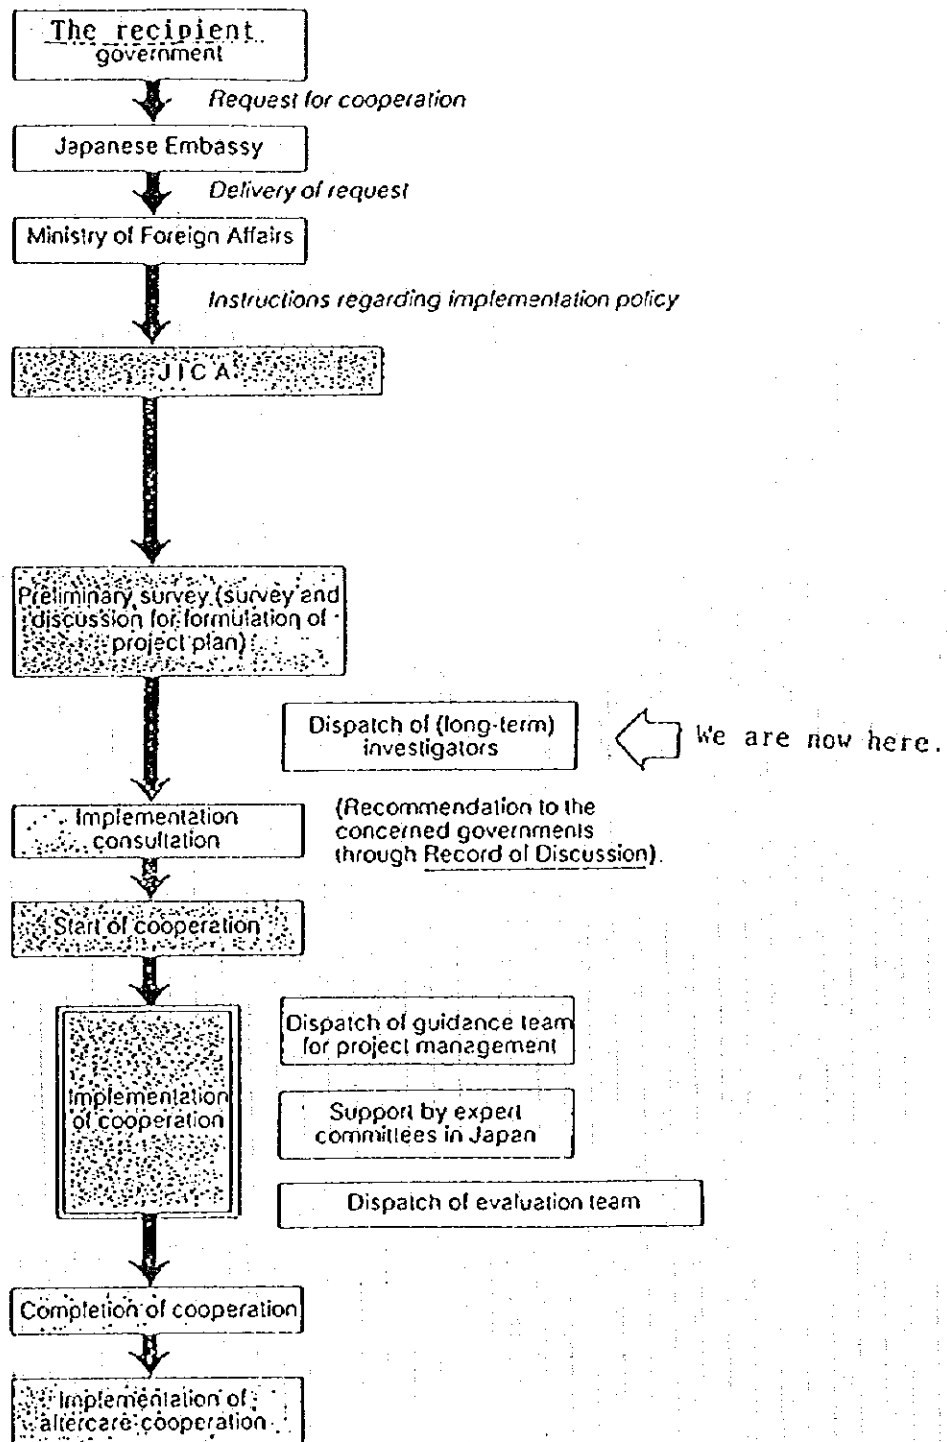 The recipient
government
Request for cooperation
Japanese Embassy
Delivery of request
Ministry of Foreign Affairs
Instructions regarding implementation policy
JICA
Preliminary survey (survey and
discussion for formulation of
project plan)
Dispatch of (long-term)
investigators
We are now here.
Implementation
consultation
(Recommendation to the
concerned governments
through Record of Discussion).
Start of cooperation
Dispatch of guidance team
for project management
Implementation
of cooperation
Support by expert
committees in Japan
Dispatch of evaluation team
Completion of cooperation
Implementation of
aftercare cooperation